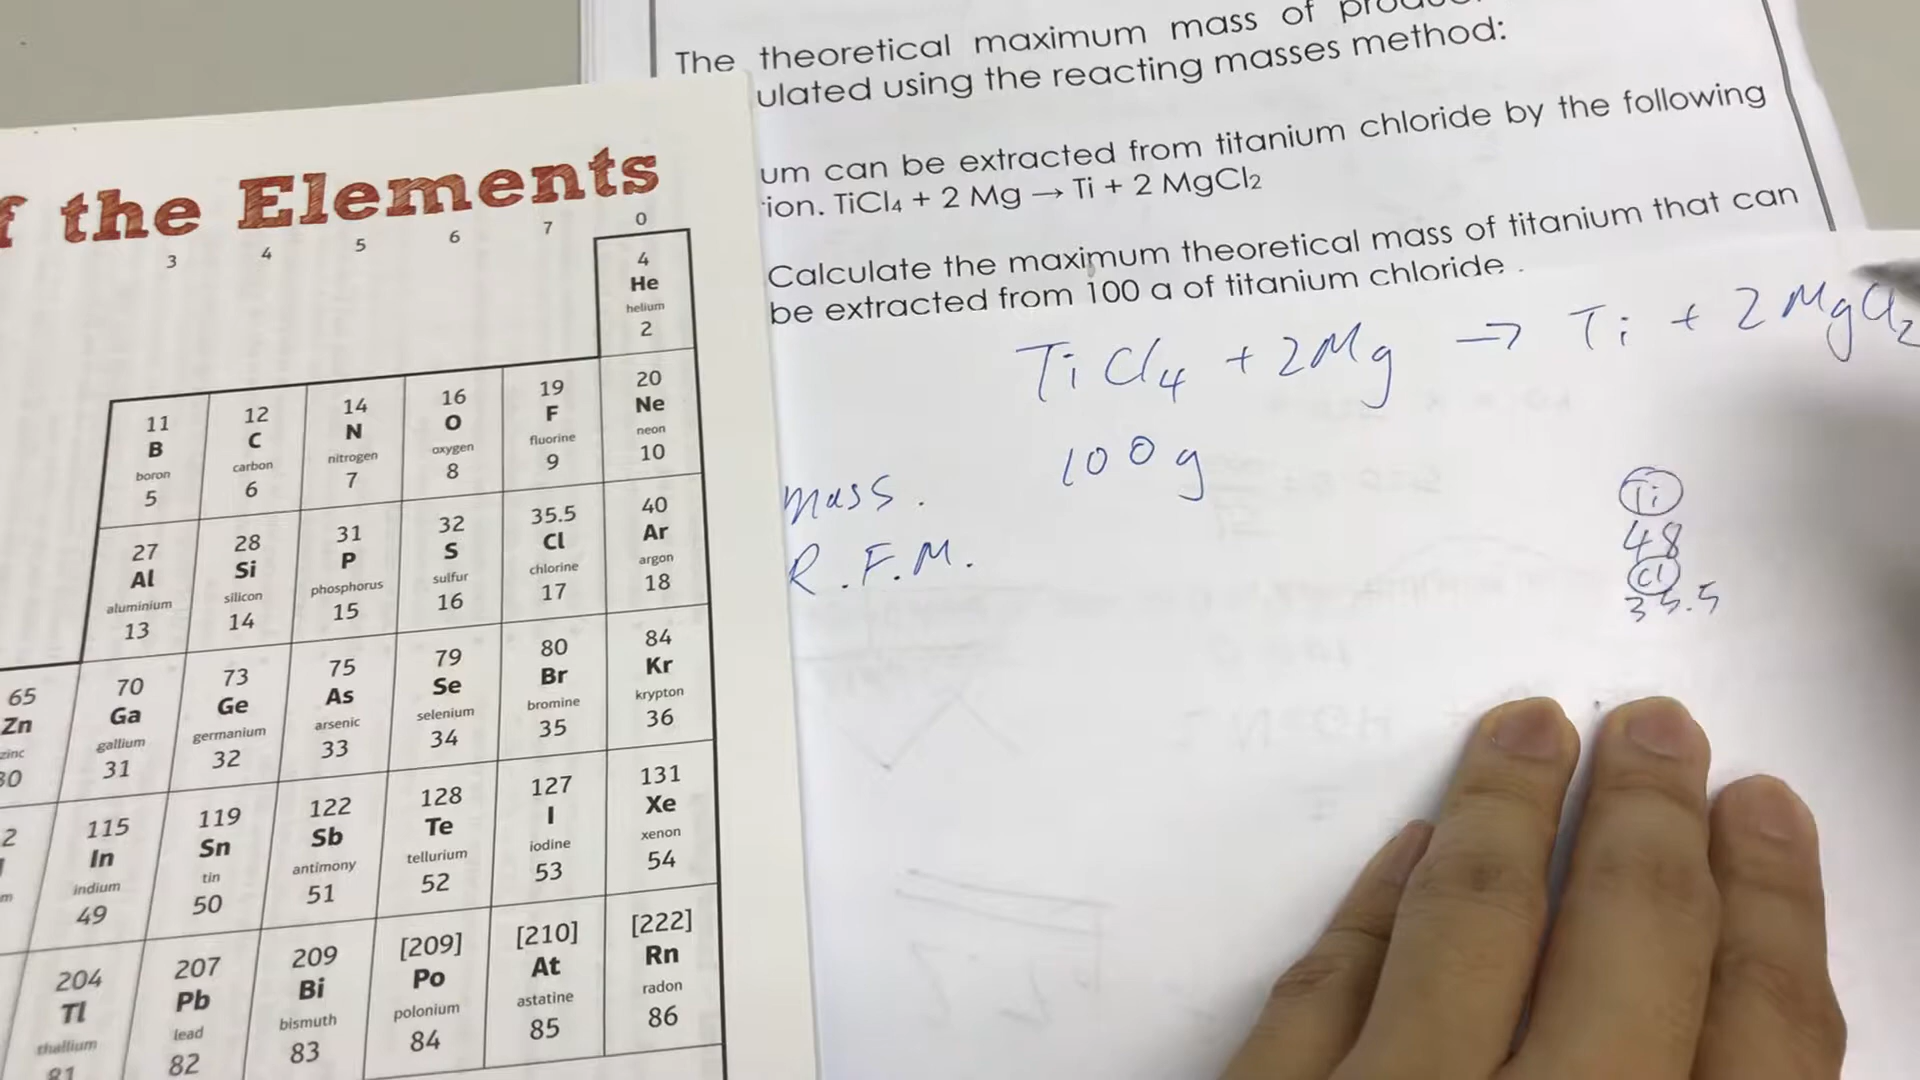 The theoretical maximum mass of
ulated using the reacting masses method:
um can be extracted from titanium chloride by the following
ion. TiCl4 + 2 Mg → Ti + 2 MgCl2
Calculate the maximum theoretical mass of titanium that can
be extracted from 100 g of titanium chloride.
TiCl4 + 2Mg → Ti + 2MgCl2
100g
mass.
R.F.M.
Ti
48
Cl
35.5
f the Elements
3 4 5 6 7 0
4
He
helium
2
11 12 14 16 19 20
B C N O F Ne
boron carbon nitrogen oxygen fluorine neon
5 6 7 8 9 10
27 28 31 32 35.5 40
Al Si P S Cl Ar
aluminium silicon phosphorus sulfur chlorine argon
13 14 15 16 17 18
65 70 73 75 79 80 84
Zn Ga Ge As Se Br Kr
zinc gallium germanium arsenic selenium bromine krypton
30 31 32 33 34 35 36
2 115 119 122 128 127 131
In Sn Sb Te I Xe
m indium tin antimony tellurium iodine xenon
49 50 51 52 53 54
204 207 209 [209] [210] [222]
Tl Pb Bi Po At Rn
thallium lead bismuth polonium astatine radon
81 82 83 84 85 86